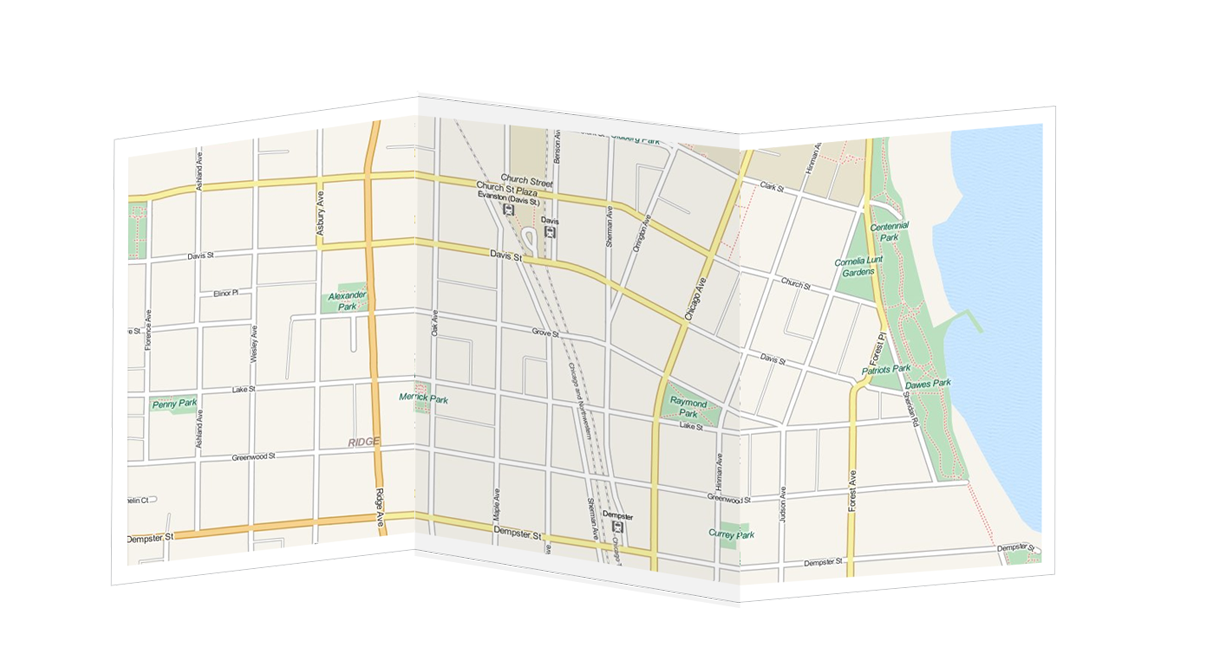 Church Street
Church St Plaza
Evanston (Davis St.)
Davis
Benson Av
Ashland Ave
Asbury Ave
Sherman Ave
Orrington Ave
Clark St
Centennial
Park
Cornelia Lunt
Gardens
Davis St
Davis St
Church St
Elinor Pl
Alexander
Park
Chicago Ave
Florence Ave
Wesley Ave
Oak Ave
Grove St
Davis St
Forest Pl
Patriots Park
Dawes Park
Sheridan Rd
Lake St
Penny Park
Merrick Park
Raymond
Park
Lake St
Chicago and Northwestern
Ashland Ave
RIDGE
Greenwood St
Hinman Ave
Greenwood St
Judson Ave
Forest Ave
Ridge Ave
Maple Ave
Sherman Ave
Dempster
Currey Park
Dempster St
Dempster St
Dempster St
Dempster St